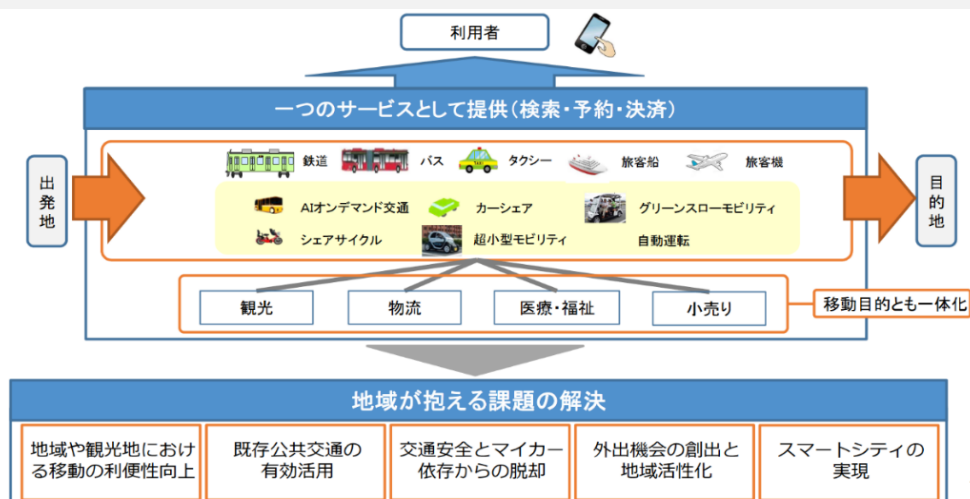 利用者
一つのサービスとして提供(検索・予約・決済)
出発地
鉄道
バス
TAXI
タクシー
旅客船
旅客機
目的地
AIオンデマンド交通
カーシェア
グリーンスローモビリティ
シェアサイクル
超小型モビリティ
自動運転
観光
物流
医療・福祉
小売り
移動目的とも一体化
地域が抱える課題の解決
地域や観光地におけ
る移動の利便性向上
既存公共交通の
有効活用
交通安全とマイカー
依存からの脱却
外出機会の創出と
地域活性化
スマートシティの
実現